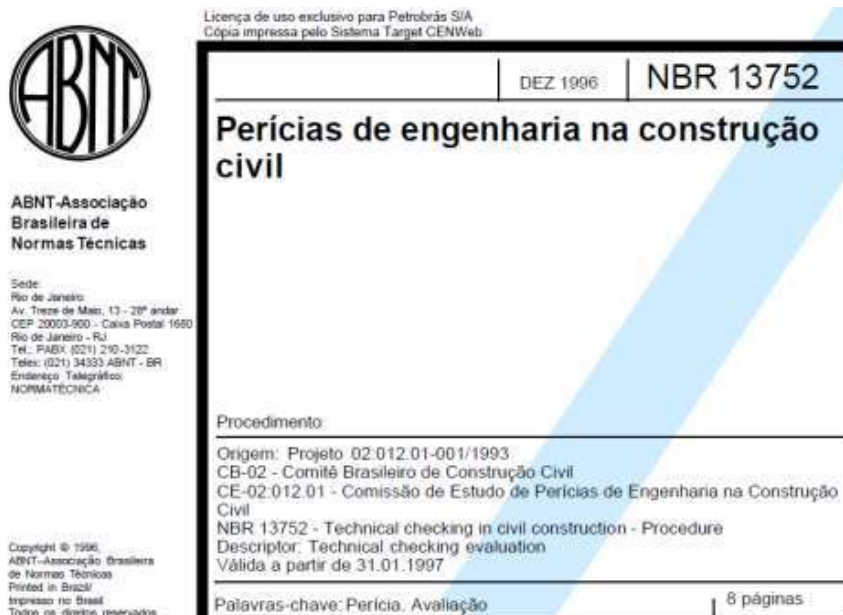 Licença de uso exclusivo para Petrobrás S/A
Cópia impressa pelo Sistema Target CENWeb
ABNT
DEZ 1996
NBR 13752
Perícias de engenharia na construção
civil
ABNT-Associação
Brasileira de
Normas Técnicas
Sede:
Rio de Janeiro
Av. Treze de Maio, 13 - 28º andar
CEP 20003-900 - Caixa Postal 1680
Rio de Janeiro - RJ
Tel.: PABX (021) 210-3122
Telex: (021) 34333 ABNT - BR
Endereço Telegráfico:
NORMATÉCNICA
Procedimento
Origem: Projeto 02:012.01-001/1993
CB-02 - Comitê Brasileiro de Construção Civil
CE-02:012.01 - Comissão de Estudo de Perícias de Engenharia na Construção
Civil
NBR 13752 - Technical checking in civil construction - Procedure
Descriptor: Technical checking evaluation
Válida a partir de 31.01.1997
Copyright © 1996,
ABNT–Associação Brasileira
de Normas Técnicas
Printed in Brazil/
Impresso no Brasil
Todos os direitos reservados
Palavras-chave: Perícia. Avaliação
8 páginas